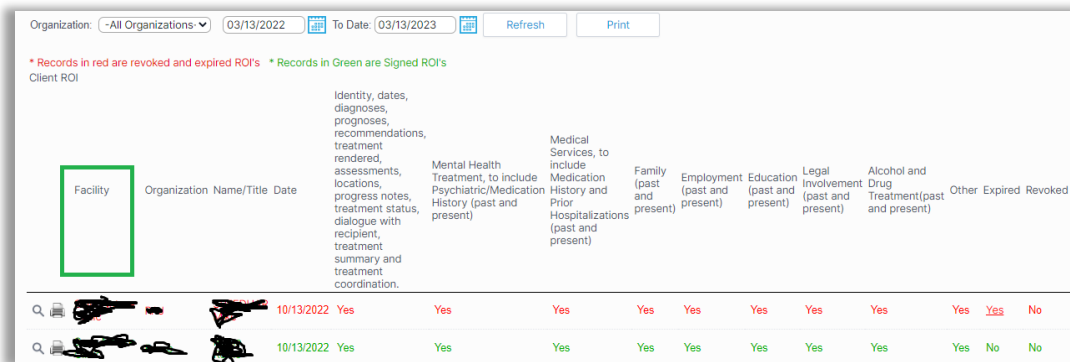 Organization: -All Organizations- 03/13/2022 To Date: 03/13/2023 Refresh Print
* Records in red are revoked and expired ROI's * Records in Green are Signed ROI's
Client ROI
Facility
Organization
Name/Title
Date
Identity, dates,
diagnoses,
prognoses,
recommendations,
treatment
rendered,
assessments,
locations,
progress notes,
treatment status,
dialogue with
recipient,
treatment
summary and
treatment
coordination.
Mental Health
Treatment, to include
Psychiatric/Medication
History (past and
present)
Medical
Services, to
include
Medication
History and
Prior
Hospitalizations
(past and
present)
Family
(past
and
present)
Employment
(past and
present)
Education
(past and
present)
Legal
Involvement
(past and
present)
Alcohol and
Drug
Treatment(past
and present)
Other
Expired
Revoked
10/13/2022 Yes Yes Yes Yes Yes Yes Yes Yes Yes Yes No
10/13/2022 Yes Yes Yes Yes Yes Yes Yes Yes Yes No No